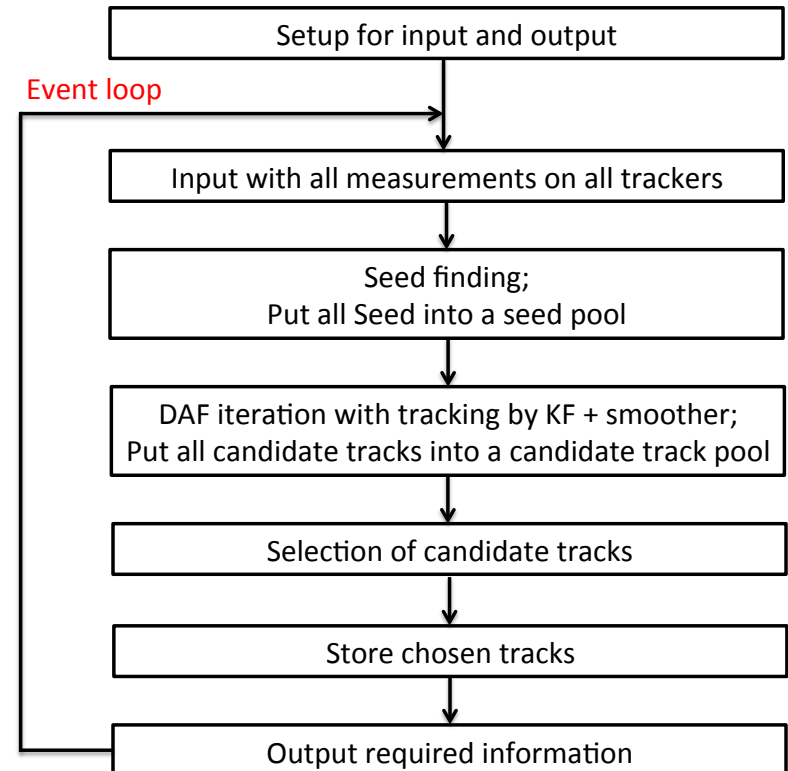 Setup for input and output
Event loop
Input with all measurements on all trackers
Seed finding;
Put all Seed into a seed pool
DAF iteration with tracking by KF + smoother;
Put all candidate tracks into a candidate track pool
Selection of candidate tracks
Store chosen tracks
Output required information